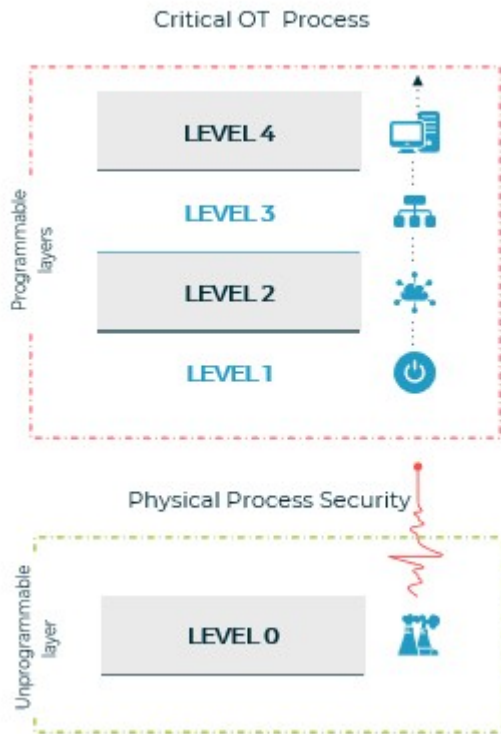 Critical OT Process
Programmable
layers
LEVEL 4
LEVEL 3
LEVEL 2
LEVEL 1
Physical Process Security
Unprogrammable
layer
LEVEL 0